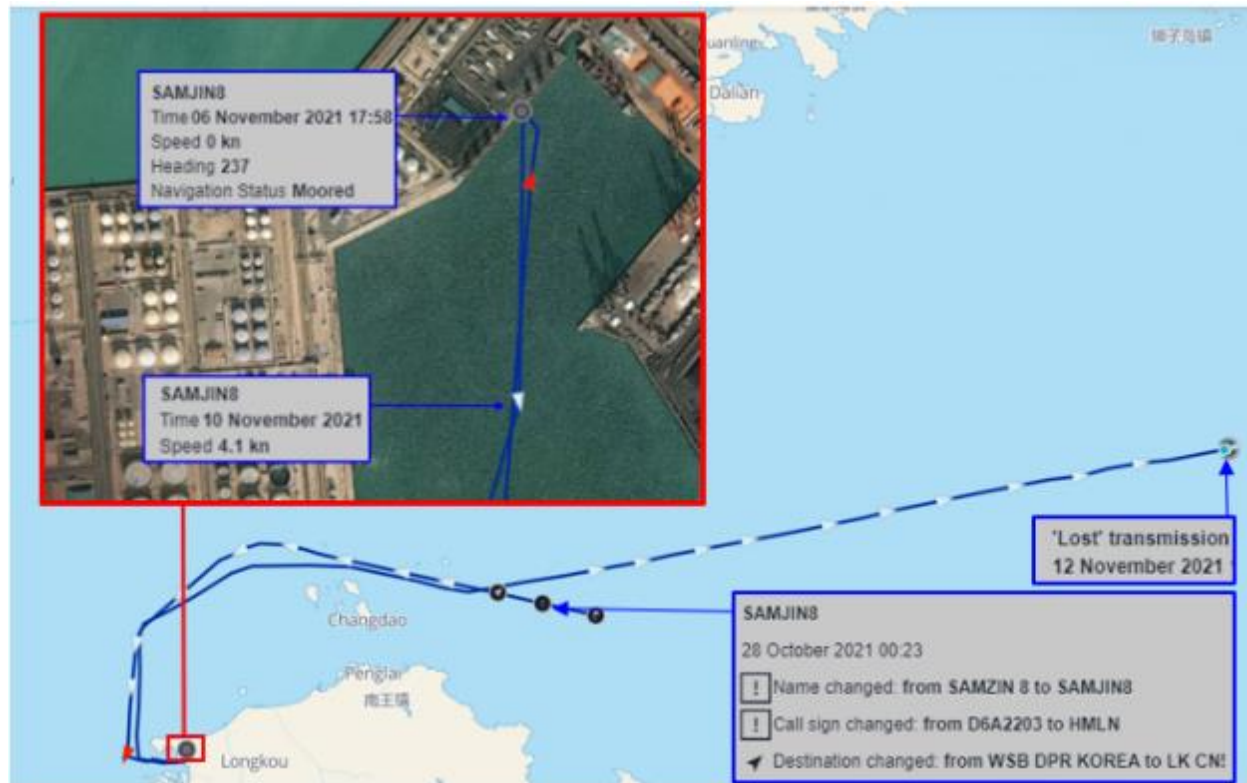 Dalian
SAMJIN8
Time 06 November 2021 17:58
Speed 0 kn
Heading 237
Navigation Status Moored
SAMJIN8
Time 10 November 2021
Speed 4.1 kn
'Lost' transmission
12 November 2021
SAMJIN8
28 October 2021 00:23
! Name changed: from SAMZIN 8 to SAMJIN8
! Call sign changed: from D6A2203 to HMLN
Destination changed: from WSB DPR KOREA to LK CN!
Changdao
Penglai
南王镇
Longkou